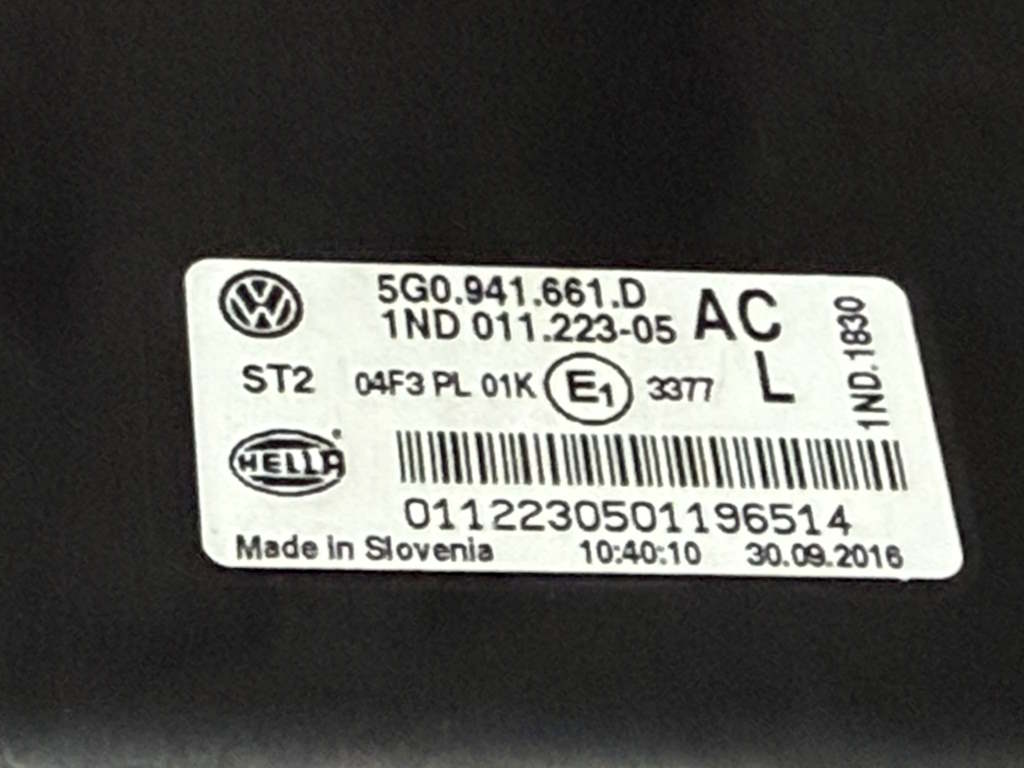 5G0.941.661.D
1ND 011.223-05
AC
L
1ND.1830
ST2 04F3 PL 01K E1 3377
HELLA
0112230501196514
Made in Slovenia 10:40:10 30.09.2016